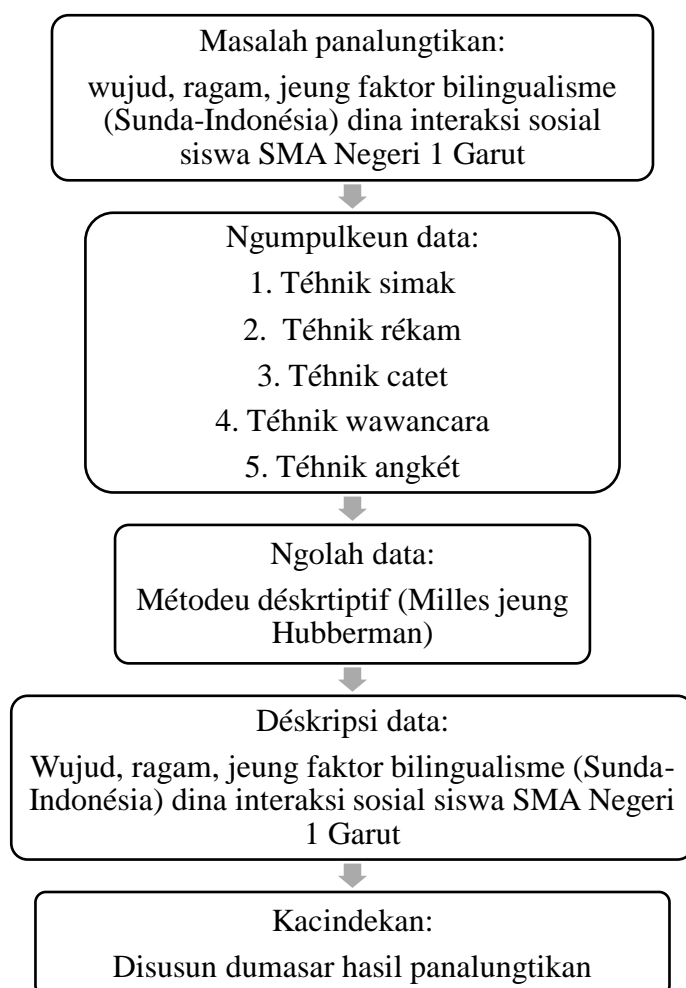 Masalah panalungtikan:
wujud, ragam, jeung faktor bilingualisme
(Sunda-Indonésia) dina interaksi sosial
siswa SMA Negeri 1 Garut
Ngumpulkeun data:
1. Téhnik simak
2. Téhnik rékam
3. Téhnik catet
4. Téhnik wawancara
5. Téhnik angkét
Ngolah data:
Métodeu déskrtiptif (Milles jeung
Hubberman)
Déskripsi data:
Wujud, ragam, jeung faktor bilingualisme (Sunda-
Indonésia) dina interaksi sosial siswa SMA Negeri
1 Garut
Kacindekan:
Disusun dumasar hasil panalungtikan